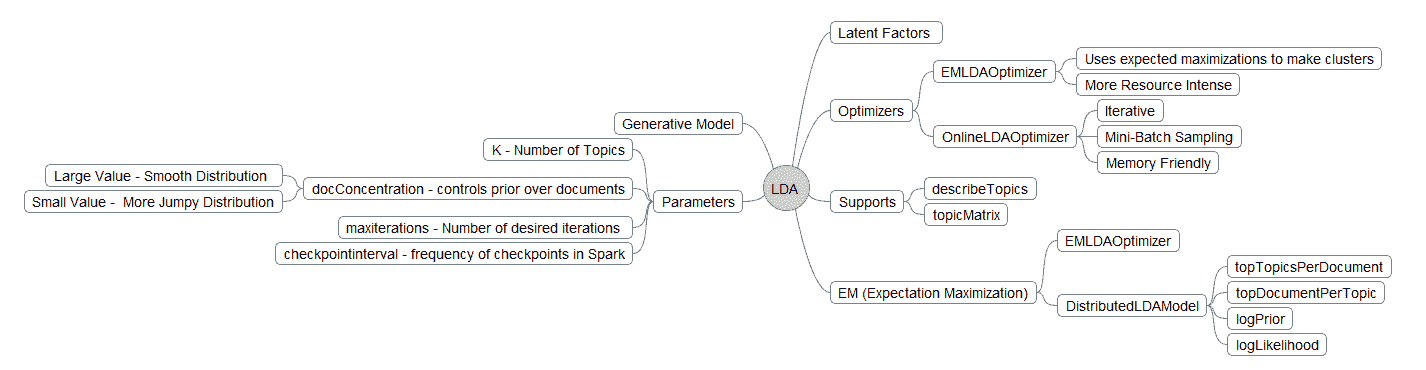 LDA
Generative Model
Parameters
K - Number of Topics
docConcentration - controls prior over documents
Large Value - Smooth Distribution
Small Value - More Jumpy Distribution
maxiterations - Number of desired iterations
checkpointinterval - frequency of checkpoints in Spark
Latent Factors
Optimizers
EMLDAOptimizer
Uses expected maximizations to make clusters
More Resource Intense
OnlineLDAOptimizer
Iterative
Mini-Batch Sampling
Memory Friendly
Supports
describeTopics
topicMatrix
EM (Expectation Maximization)
EMLDAOptimizer
DistributedLDAModel
topTopicsPerDocument
topDocumentPerTopic
logPrior
logLikelihood